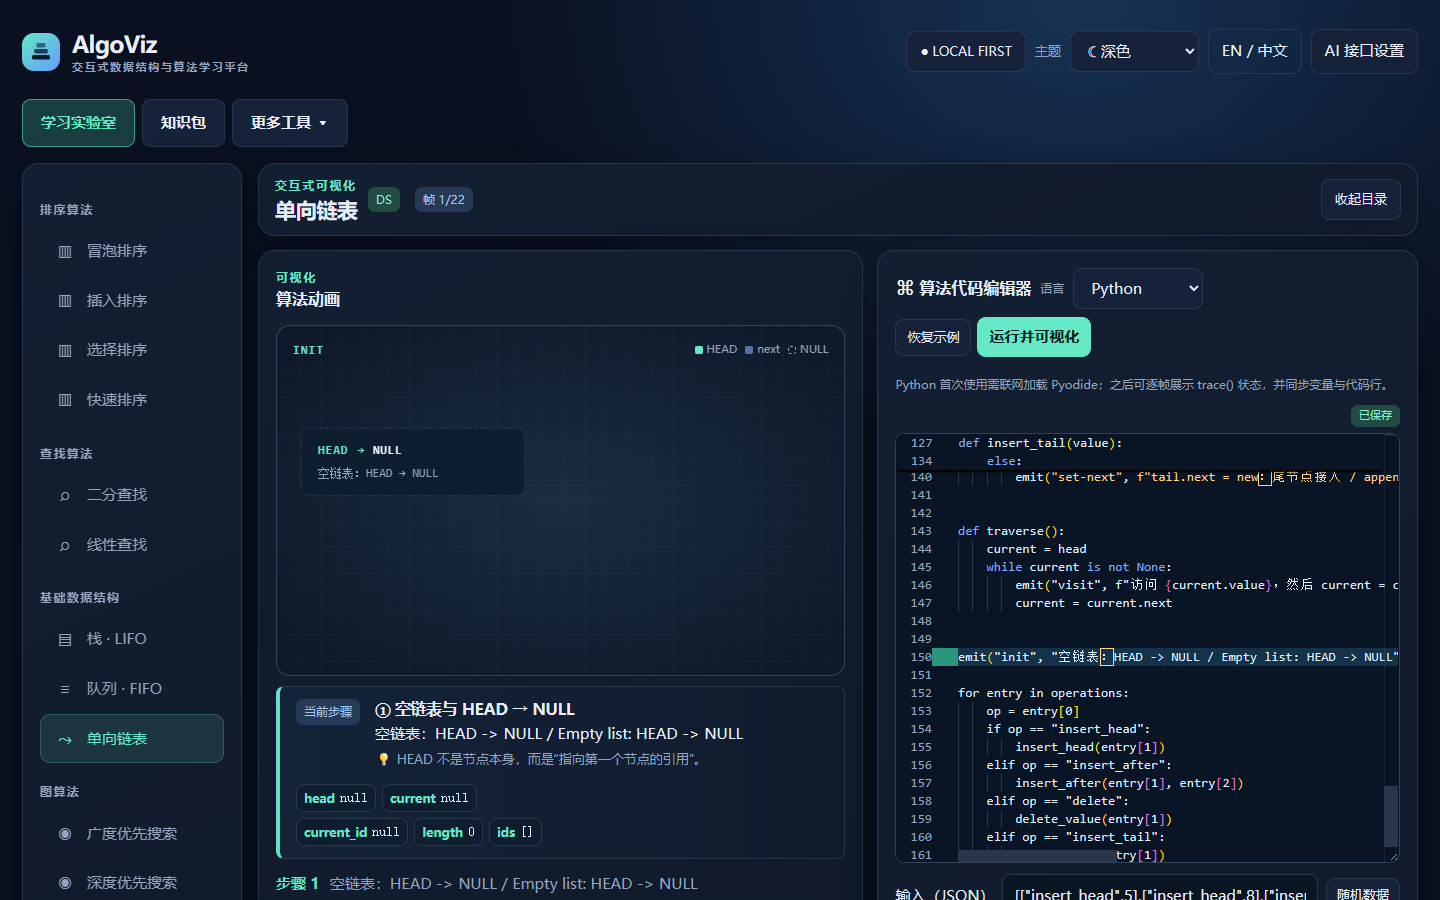 AlgoViz
交互式数据结构与算法学习平台
● LOCAL FIRST
主题
☾ 深色
EN / 中文
AI 接口设置
学习实验室
知识包
更多工具 ▾
排序算法
冒泡排序
插入排序
选择排序
快速排序
查找算法
二分查找
线性查找
基础数据结构
栈 · LIFO
队列 · FIFO
单向链表
图算法
广度优先搜索
深度优先搜索
交互式可视化
单向链表
DS
帧 1/22
收起目录
可视化
算法动画
INIT
HEAD
next
NULL
HEAD → NULL
空链表：HEAD → NULL
当前步骤
① 空链表与 HEAD → NULL
空链表：HEAD -> NULL / Empty list: HEAD -> NULL
💡 HEAD 不是节点本身，而是“指向第一个节点的引用”。
head null
current null
current_id null
length 0
ids []
步骤 1 空链表：HEAD -> NULL / Empty list: HEAD -> NULL
⌘ 算法代码编辑器
语言
Python
恢复示例
运行并可视化
Python 首次使用需联网加载 Pyodide；之后可逐帧展示 trace() 状态，并同步变量与代码行。
已保存
127 def insert_tail(value):
134 else:
140 emit("set-next", f"tail.next = new：尾节点接入 / appen
141
142
143 def traverse():
144 current = head
145 while current is not None:
146 emit("visit", f"访问 {current.value}，然后 current = c
147 current = current.next
148
149
150 emit("init", "空链表：HEAD -> NULL / Empty list: HEAD -> NULL"
151
152 for entry in operations:
153 op = entry[0]
154 if op == "insert_head":
155 insert_head(entry[1])
156 elif op == "insert_after":
157 insert_after(entry[1], entry[2])
158 elif op == "delete":
159 delete_value(entry[1])
160 elif op == "insert_tail":
161 try[1])
输入（JSON）
[["insert_head",5],["insert_head",8],["inser
随机数据